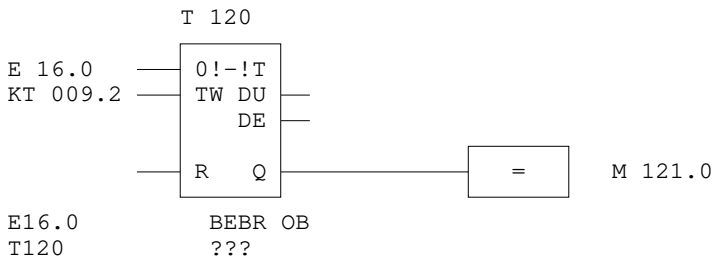 T 120
E 16.0 0!-!T
KT 009.2 TW DU
DE
R Q = M 121.0
E16.0 BEBR OB
T120 ???